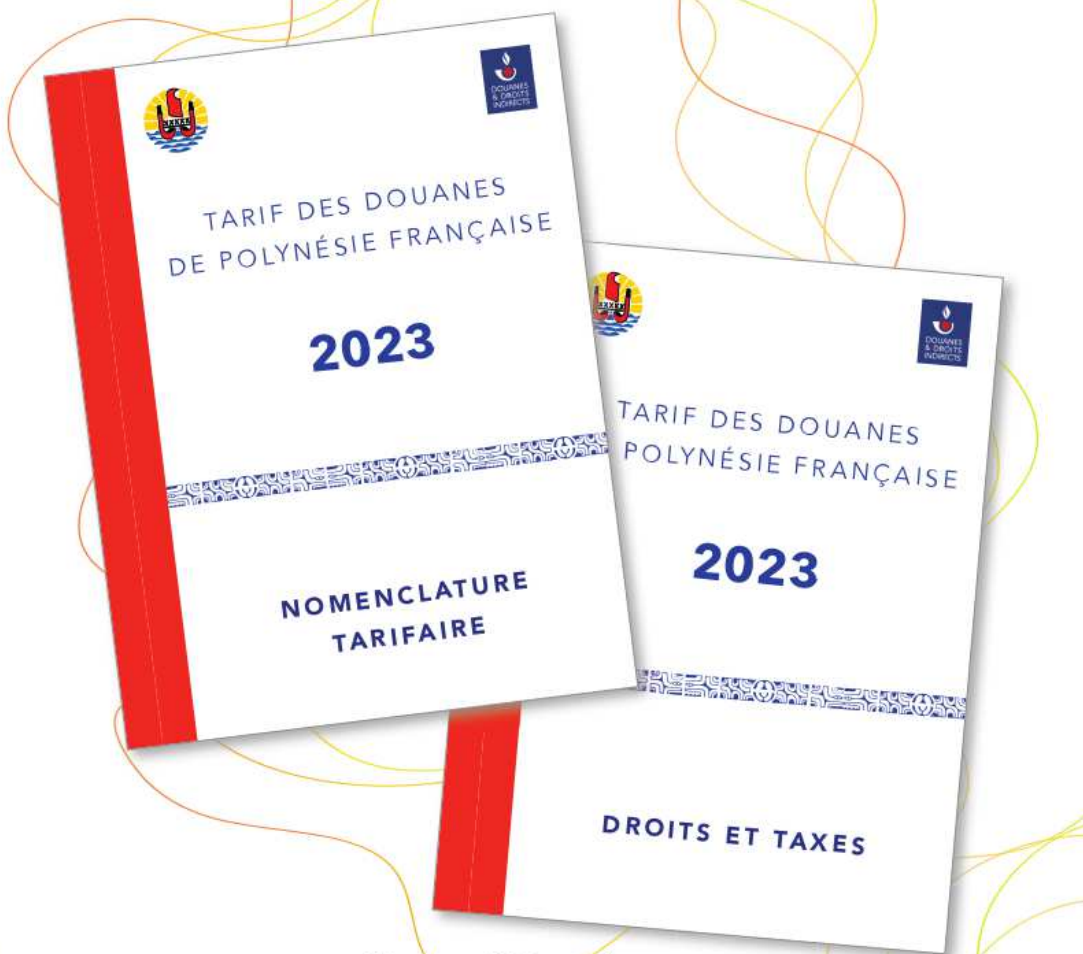 DOUANES
& DROITS
INDIRECTS
TARIF DES DOUANES
DE POLYNÉSIE FRANÇAISE
2023
NOMENCLATURE
TARIFAIRE
DOUANES
& DROITS
INDIRECTS
TARIF DES DOUANES
POLYNÉSIE FRANÇAISE
2023
DROITS ET TAXES